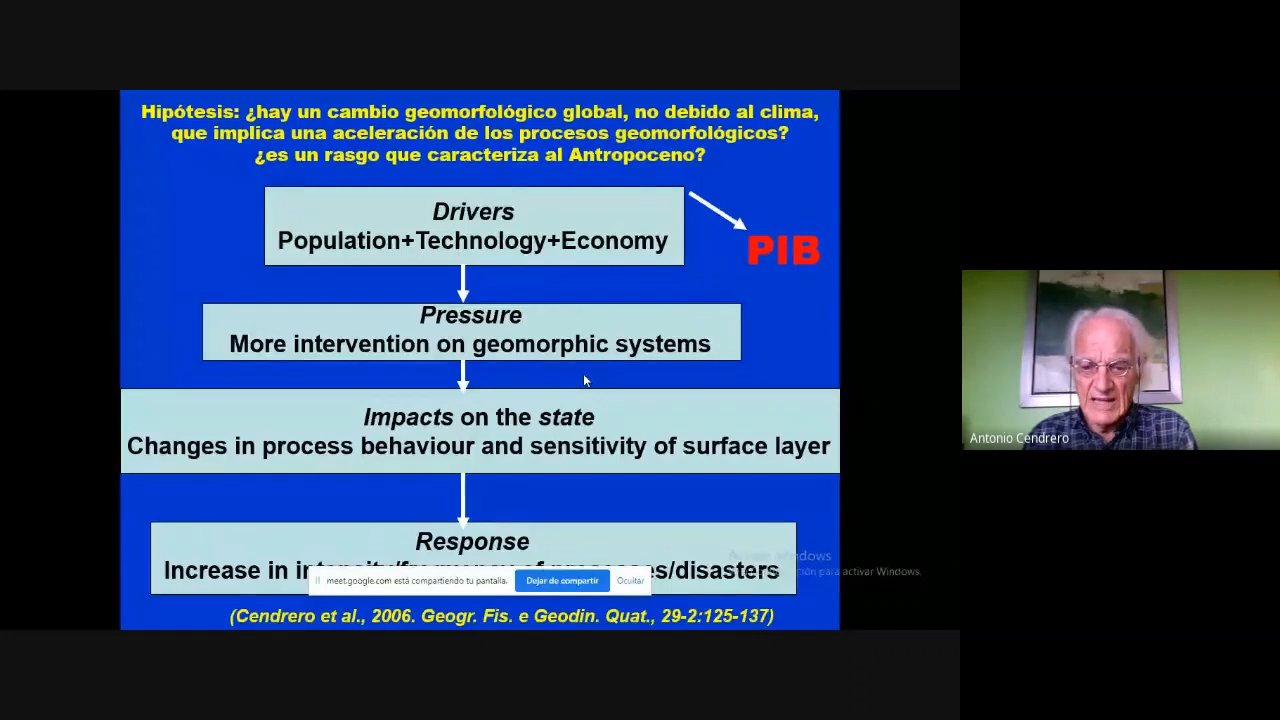 Hipótesis: ¿hay un cambio geomorfológico global, no debido al clima,
que implica una aceleración de los procesos geomorfológicos?
¿es un rasgo que caracteriza al Antropoceno?
Drivers
Population+Technology+Economy
PIB
Pressure
More intervention on geomorphic systems
Impacts on the state
Changes in process behaviour and sensitivity of surface layer
Response
Increase in intensity/frequency of processes/disasters
meet.google.com está compartiendo tu pantalla.
Dejar de compartir
Ocultar
Windows
para activar Windows.
(Cendrero et al., 2006. Geogr. Fis. e Geodin. Quat., 29-2:125-137)
Antonio Cendrero